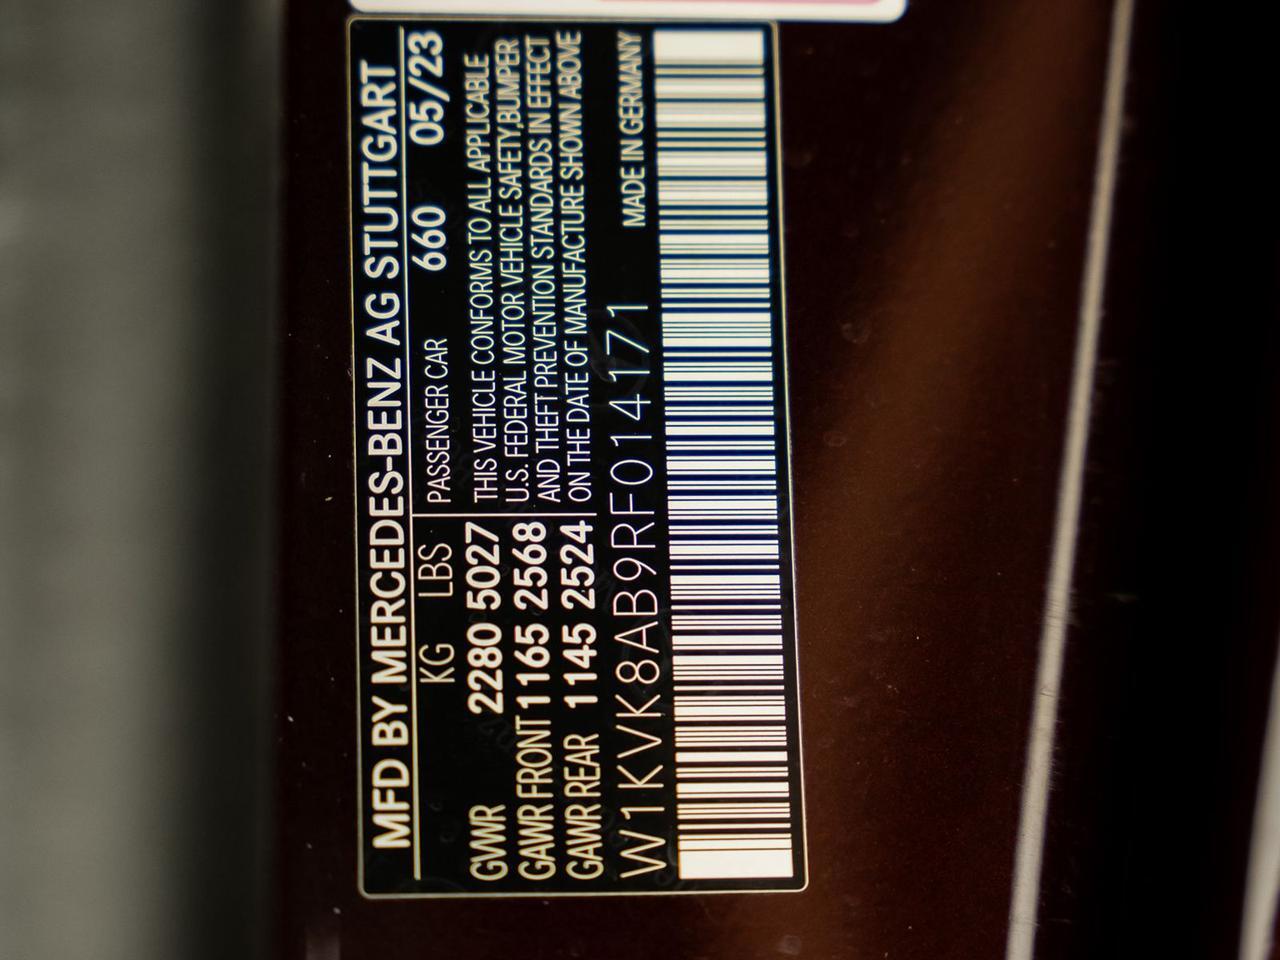 MFD BY MERCEDES-BENZ AG STUTTGART
KG LBS PASSENGER CAR 660 05/23
GVWR 2280 5027
GAWR FRONT 1165 2568
GAWR REAR 1145 2524
THIS VEHICLE CONFORMS TO ALL APPLICABLE
U.S. FEDERAL MOTOR VEHICLE SAFETY,BUMPER
AND THEFT PREVENTION STANDARDS IN EFFECT
ON THE DATE OF MANUFACTURE SHOWN ABOVE
W1KVK8AB9RF014171 MADE IN GERMANY